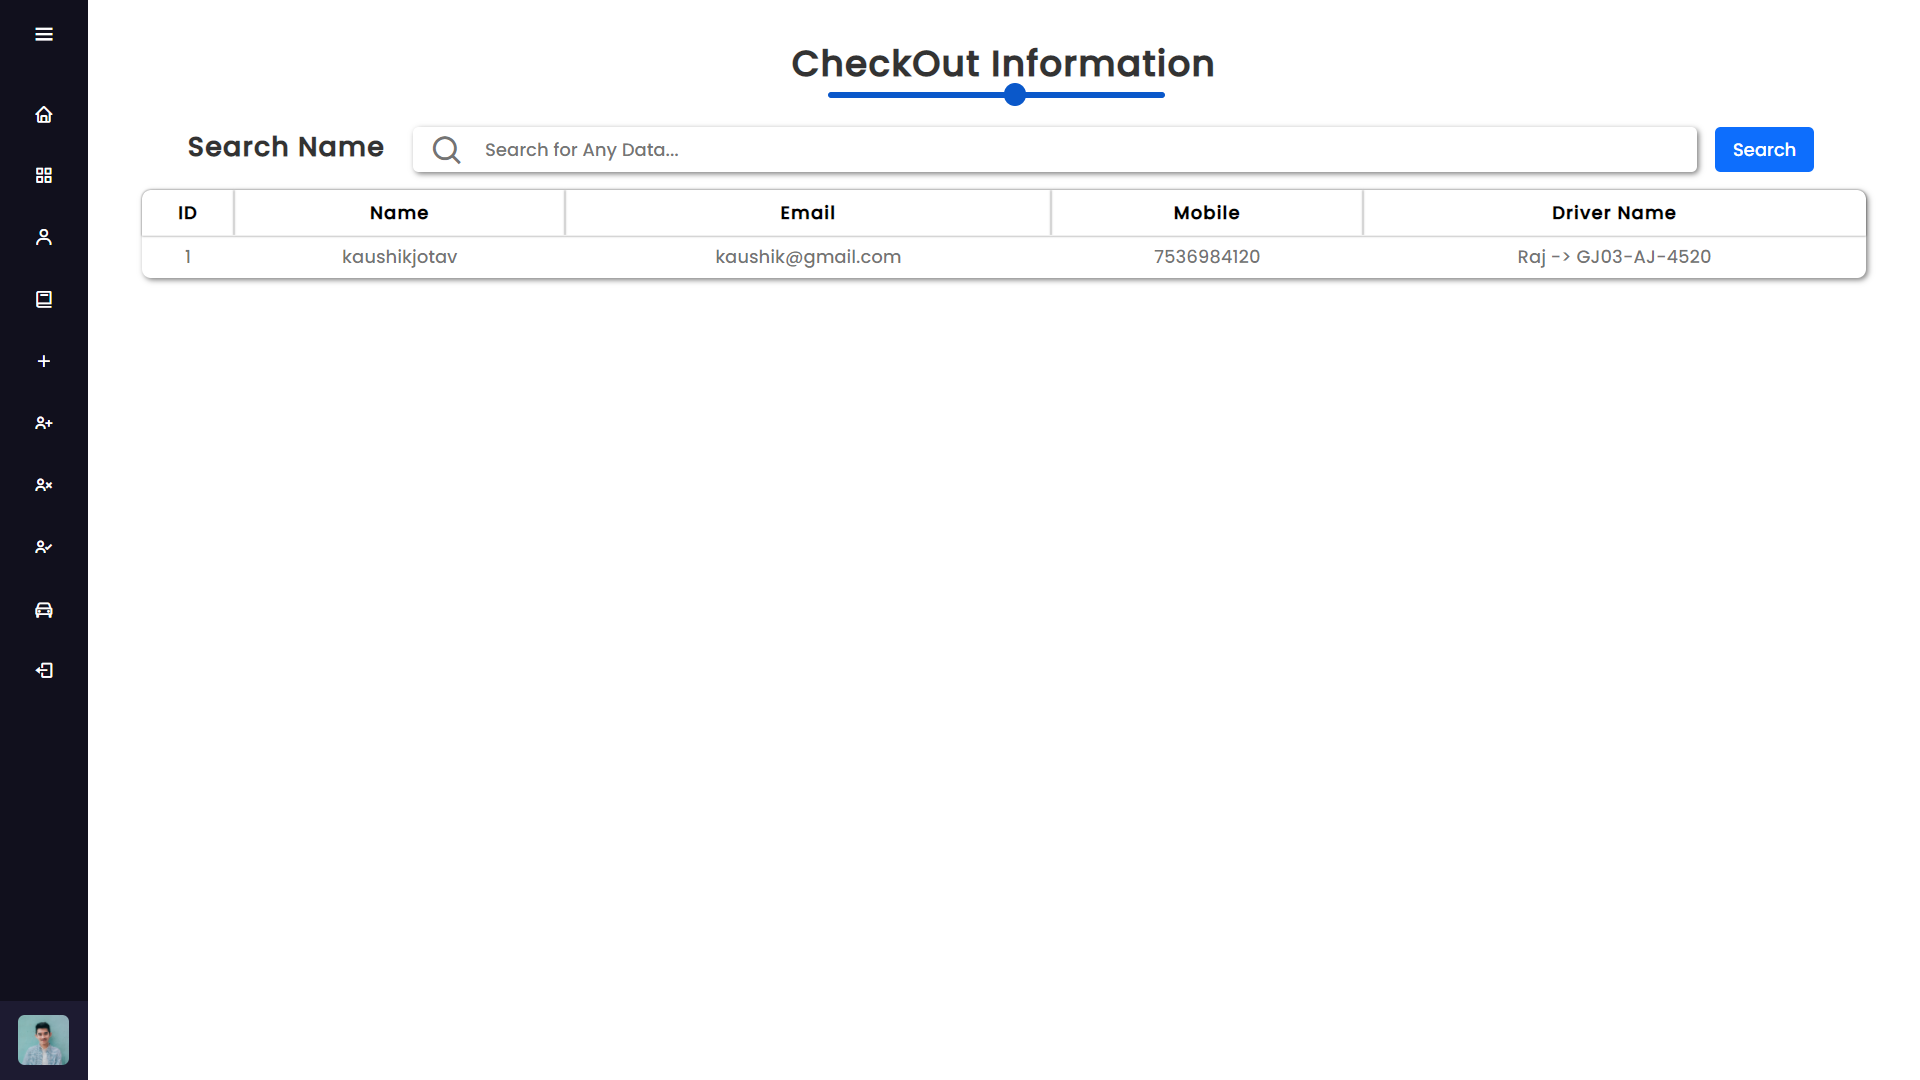 CheckOut Information
Search Name Search for Any Data... Search
ID Name Email Mobile Driver Name
1 kaushikjotav kaushik@gmail.com 7536984120 Raj -> GJ03-AJ-4520